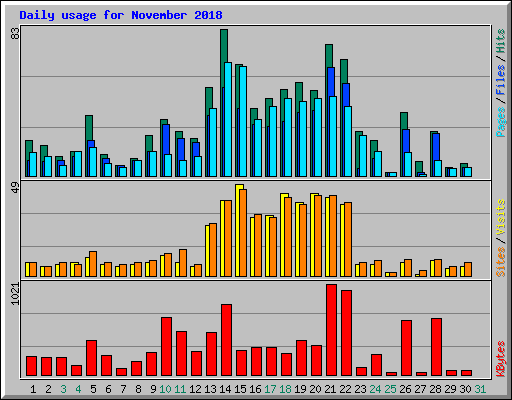 Daily usage for November 2018
83
Pages / Files / Hits
49
Sites / Visits
1021
KBytes
1 2 3 4 5 6 7 8 9 10 11 12 13 14 15 16 17 18 19 20 21 22 23 24 25 26 27 28 29 30 31